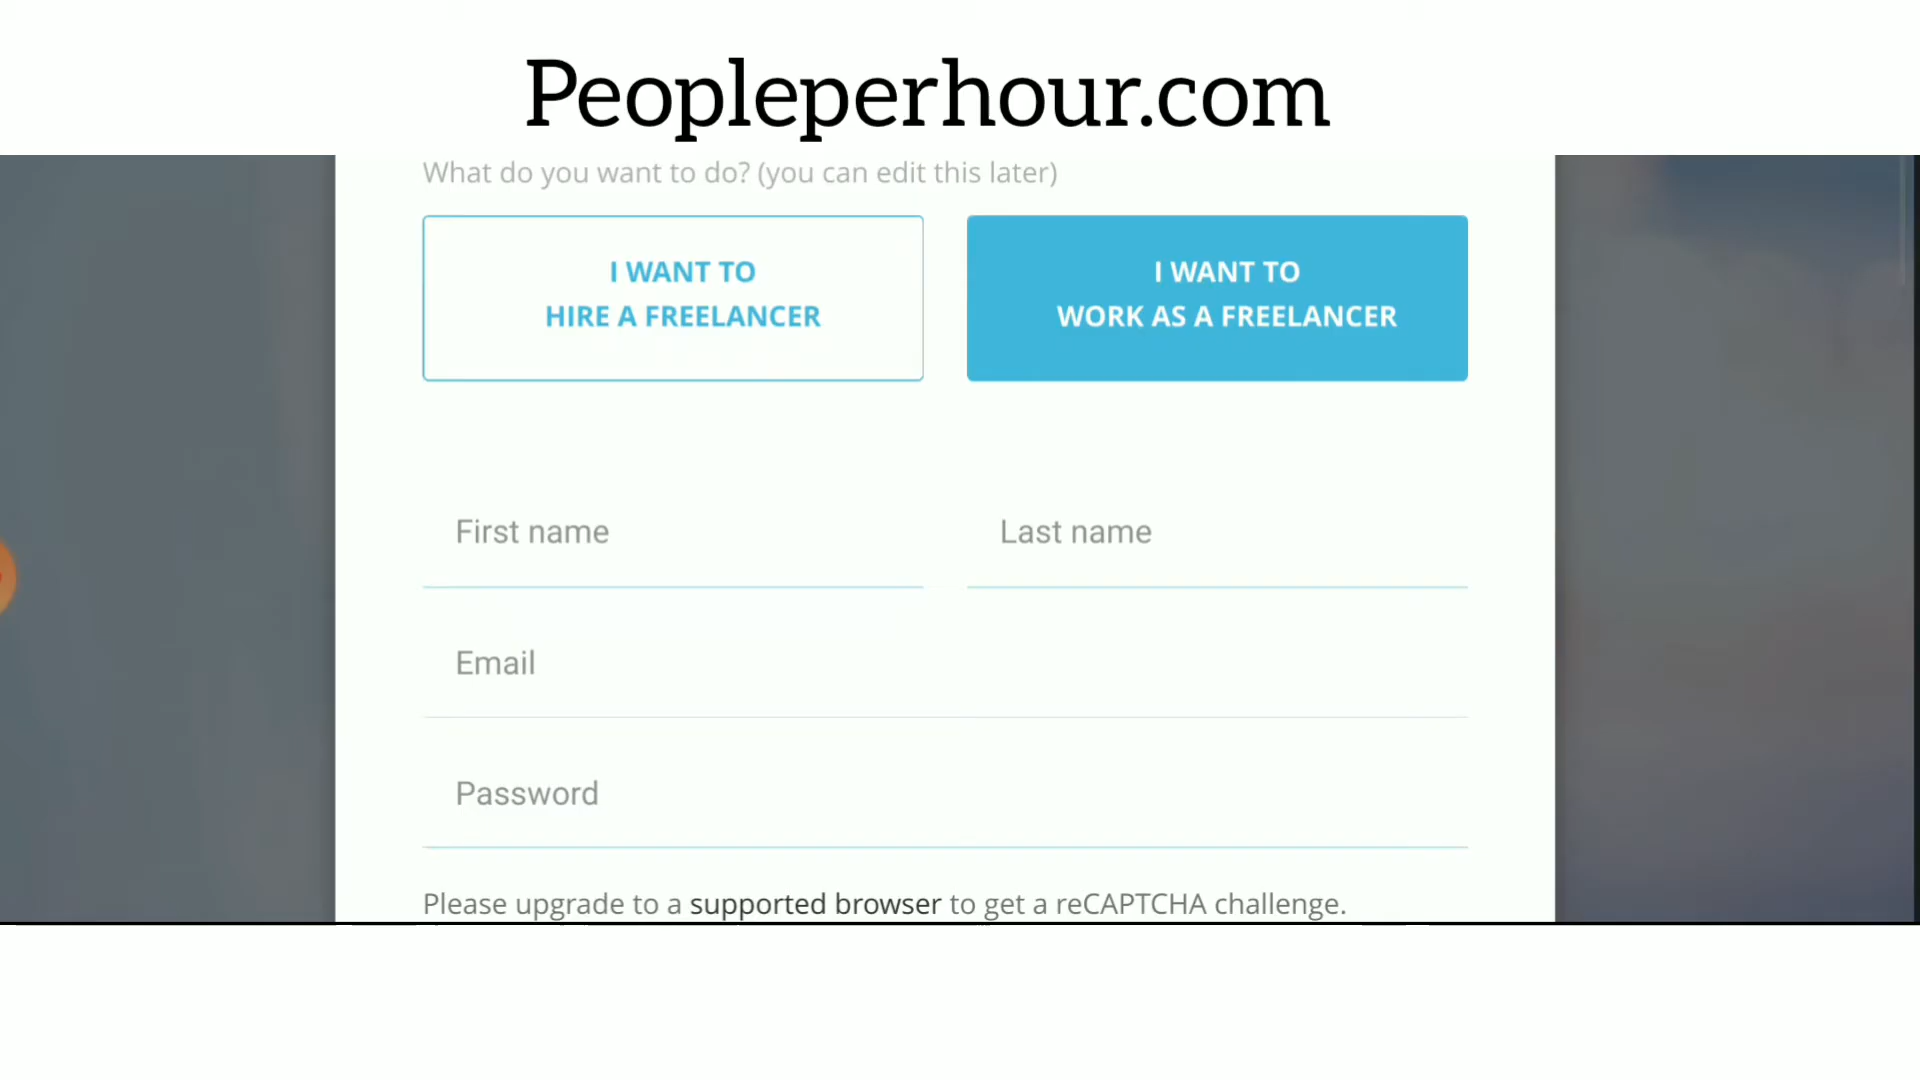 Peopleperhour.com
What do you want to do? (you can edit this later)
I WANT TO
HIRE A FREELANCER
I WANT TO
WORK AS A FREELANCER
First name
Last name
Email
Password
Please upgrade to a supported browser to get a reCAPTCHA challenge.